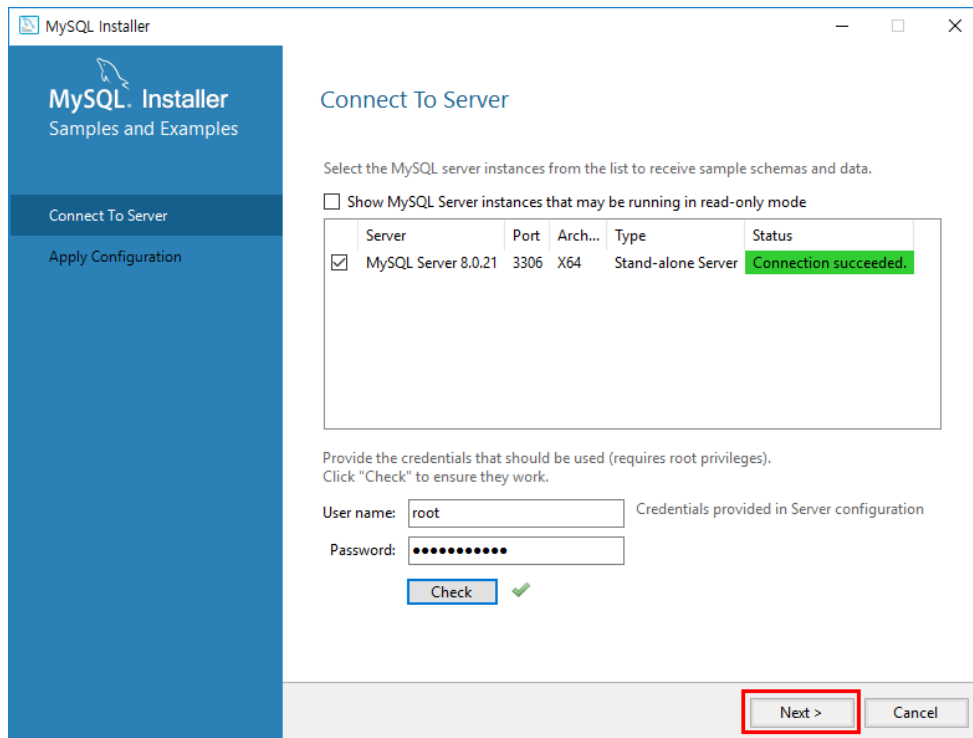 MySQL Installer
MySQL. Installer
Samples and Examples
Connect To Server
Apply Configuration
Connect To Server
Select the MySQL server instances from the list to receive sample schemas and data.
Show MySQL Server instances that may be running in read-only mode
Server Port Arch... Type Status
MySQL Server 8.0.21 3306 X64 Stand-alone Server Connection succeeded.
Provide the credentials that should be used (requires root privileges).
Click "Check" to ensure they work.
User name: root Credentials provided in Server configuration
Password: ●●●●●●●●●●●
Check
Next > Cancel